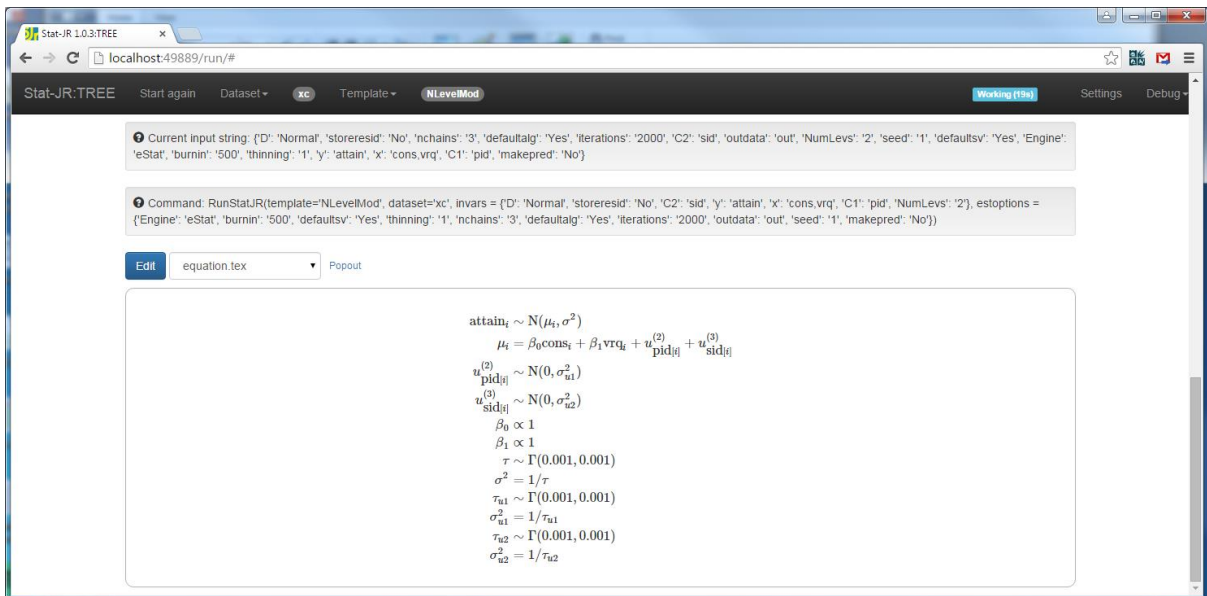 Stat-JR 1.0.3:TREE
localhost:49889/run/#
Stat-JR:TREE Start again Dataset xc Template NLevelMod Working (19s) Settings Debug
Current input string: {'D': 'Normal', 'storeresid': 'No', 'nchains': '3', 'defaultalg': 'Yes', 'iterations': '2000', 'C2': 'sid', 'outdata': 'out', 'NumLevs': '2', 'seed': '1', 'defaultsv': 'Yes', 'Engine':
'eStat', 'burnin': '500', 'thinning': '1', 'y': 'attain', 'x': 'cons,vrq', 'C1': 'pid', 'makepred': 'No'}
Command: RunStatJR(template='NLevelMod', dataset='xc', invars = {'D': 'Normal', 'storeresid': 'No', 'C2': 'sid', 'y': 'attain', 'x': 'cons,vrq', 'C1': 'pid', 'NumLevs': '2'}, estoptions =
{'Engine': 'eStat', 'burnin': '500', 'defaultsv': 'Yes', 'thinning': '1', 'nchains': '3', 'defaultalg': 'Yes', 'iterations': '2000', 'outdata': 'out', 'seed': '1', 'makepred': 'No'})
Edit equation.tex Popout
attain_i ∼ N(μ_i, σ²)
μ_i = β_0cons_i + β_1vrq_i + u^(2)_pid[i] + u^(3)_sid[i]
u^(2)_pid[i] ∼ N(0, σ²_u1)
u^(3)_sid[i] ∼ N(0, σ²_u2)
β_0 ∝ 1
β_1 ∝ 1
τ ∼ Γ(0.001, 0.001)
σ² = 1/τ
τ_u1 ∼ Γ(0.001, 0.001)
σ²_u1 = 1/τ_u1
τ_u2 ∼ Γ(0.001, 0.001)
σ²_u2 = 1/τ_u2